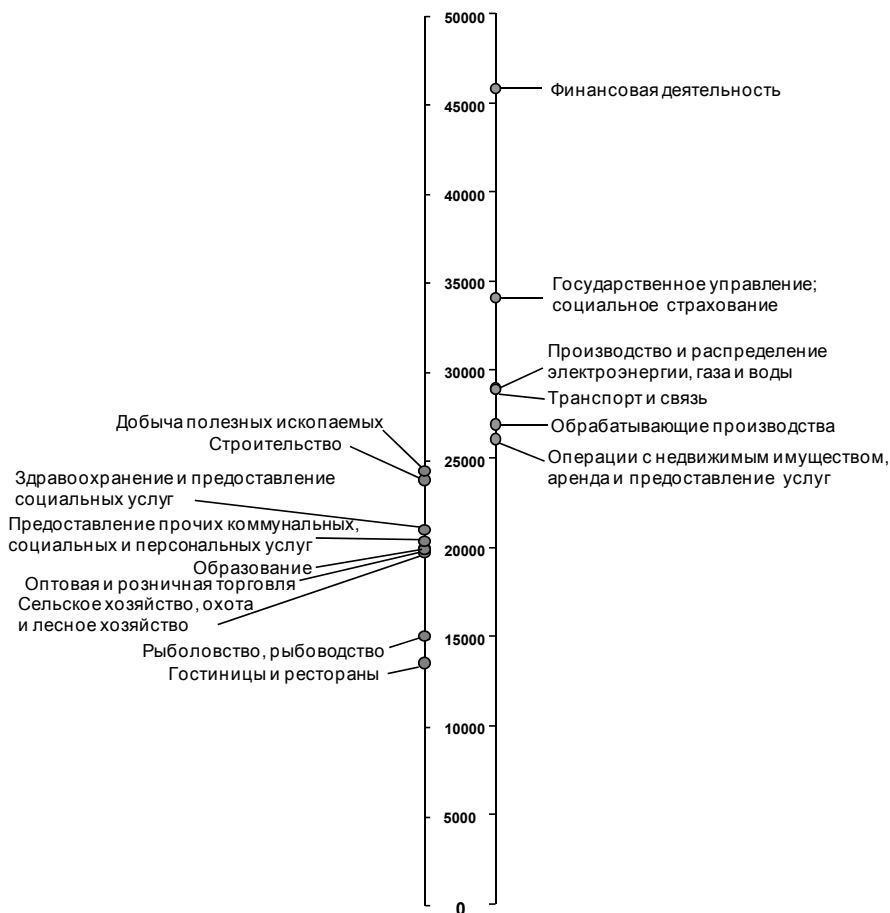 50000
45000
40000
35000
30000
25000
20000
15000
10000
5000
0
Добыча полезных ископаемых
Строительство
Здравоохранение и предоставление
социальных услуг
Предоставление прочих коммунальных,
социальных и персональных услуг
Образование
Оптовая и розничная торговля
Сельское хозяйство, охота
и лесное хозяйство
Рыболовство, рыбоводство
Гостиницы и рестораны
Финансовая деятельность
Государственное управление;
социальное страхование
Производство и распределение
электроэнергии, газа и воды
Транспорт и связь
Обрабатывающие производства
Операции с недвижимым имуществом,
аренда и предоставление услуг